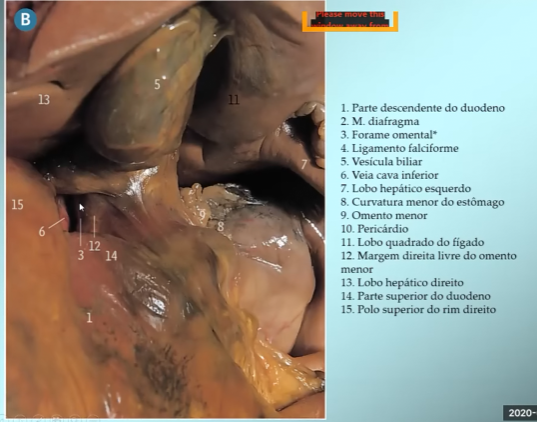 B
Please move this
window away from
5
13
11
7
15
9
8
6
12
3
14
1
1. Parte descendente do duodeno
2. M. diafragma
3. Forame omental*
4. Ligamento falciforme
5. Vesícula biliar
6. Veia cava inferior
7. Lobo hepático esquerdo
8. Curvatura menor do estômago
9. Omento menor
10. Pericárdio
11. Lobo quadrado do fígado
12. Margem direita livre do omento
menor
13. Lobo hepático direito
14. Parte superior do duodeno
15. Polo superior do rim direito
2020-